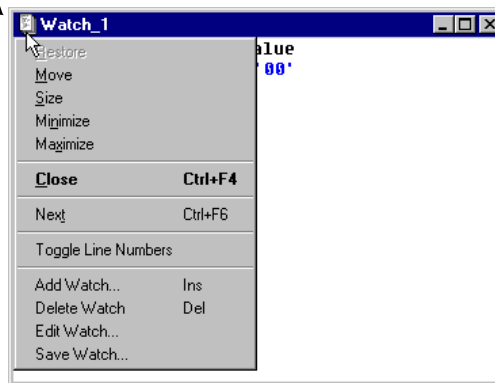 Watch_1
Restore
alue
Move
'00'
Size
Minimize
Maximize
Close Ctrl+F4
Next Ctrl+F6
Toggle Line Numbers
Add Watch... Ins
Delete Watch Del
Edit Watch...
Save Watch...